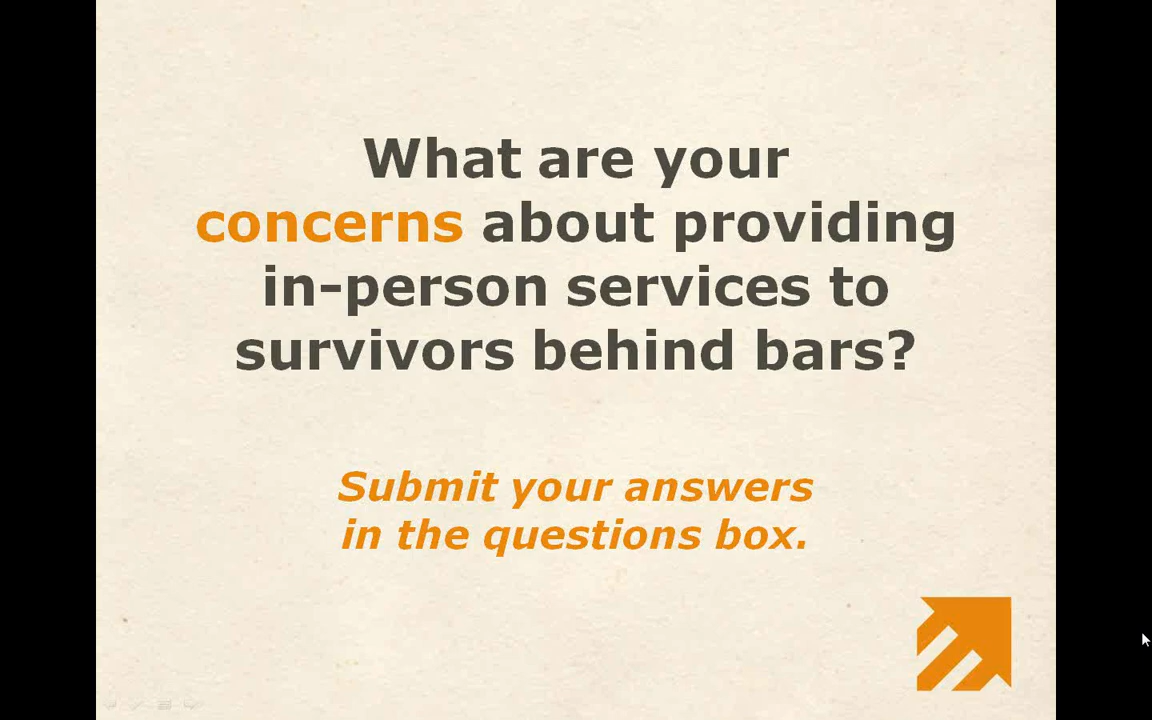 What are your
concerns about providing
in-person services to
survivors behind bars?
Submit your answers
in the questions box.